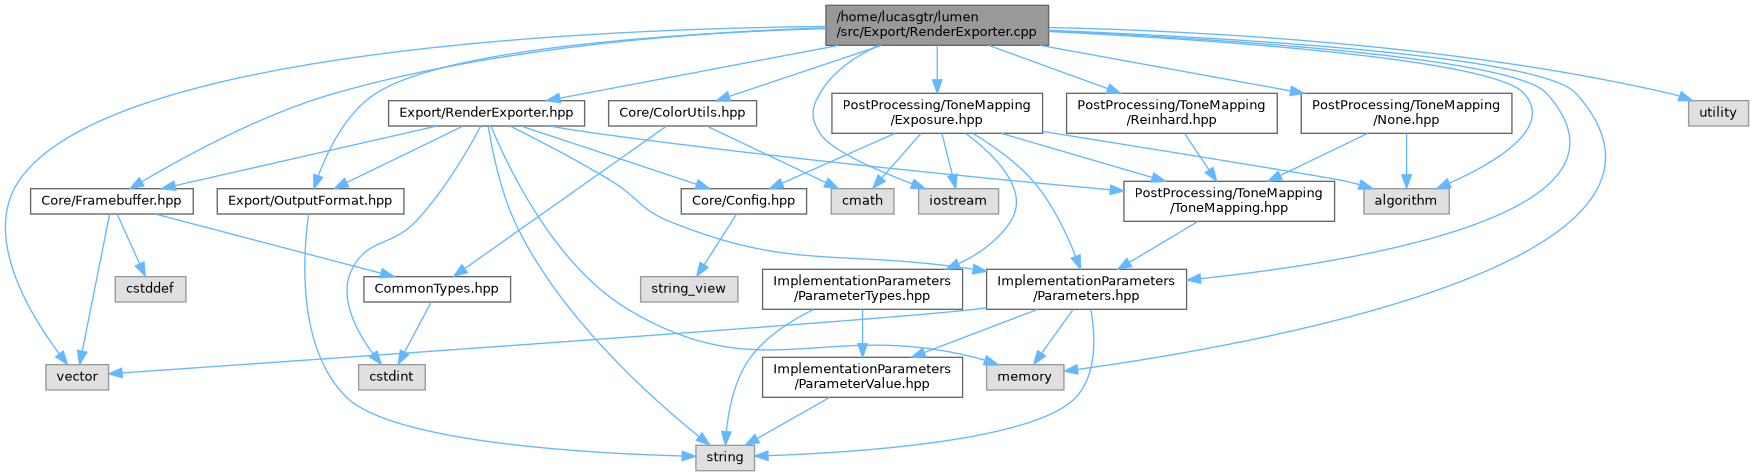 /home/lucasgtr/lumen
/src/Export/RenderExporter.cpp
Export/RenderExporter.hpp
Core/ColorUtils.hpp
PostProcessing/ToneMapping
/Exposure.hpp
PostProcessing/ToneMapping
/Reinhard.hpp
PostProcessing/ToneMapping
/None.hpp
utility
Core/Framebuffer.hpp
Export/OutputFormat.hpp
Core/Config.hpp
cmath
iostream
PostProcessing/ToneMapping
/ToneMapping.hpp
algorithm
cstddef
CommonTypes.hpp
string_view
ImplementationParameters
/ParameterTypes.hpp
ImplementationParameters
/Parameters.hpp
vector
cstdint
ImplementationParameters
/ParameterValue.hpp
memory
string